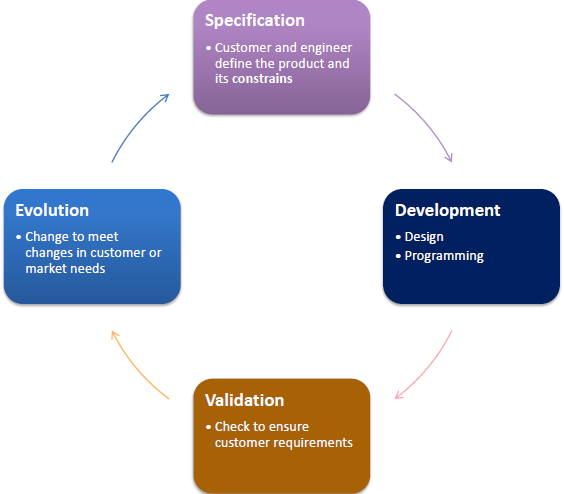 Specification
• Customer and engineer
define the product and
its constrains
Development
• Design
• Programming
Validation
• Check to ensure
customer requirements
Evolution
• Change to meet
changes in customer or
market needs